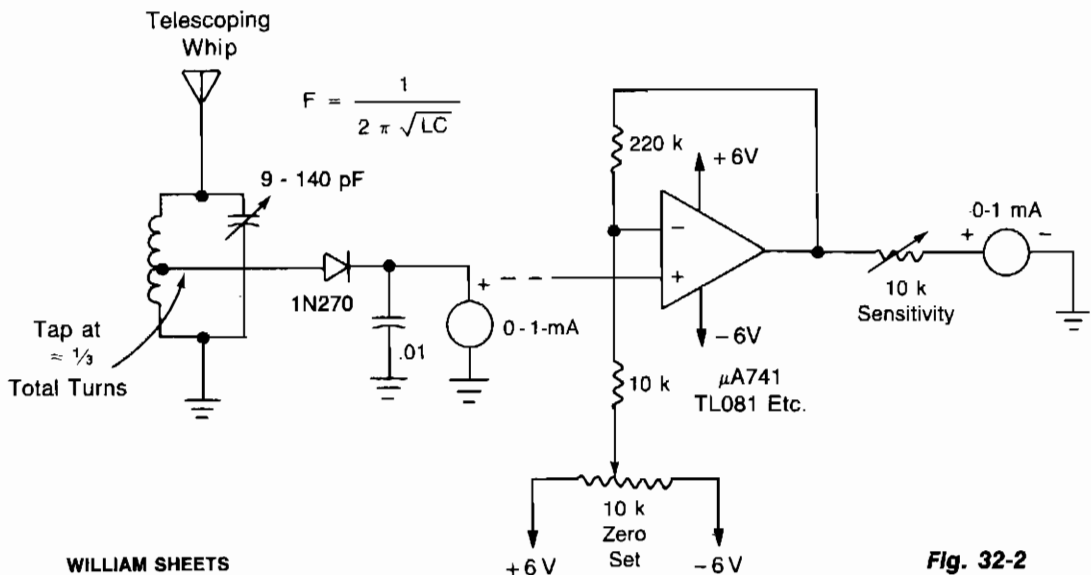 Telescoping
Whip
F = 1 / 2 π √LC
9 - 140 pF
1N270
.01
+
0 - 1-mA
Tap at
≈ 1/3
Total Turns
220 k
+6V
−
+
−6V
μA741
TL081 Etc.
10 k
10 k
Sensitivity
0-1 mA
+ −
10 k
Zero
Set
+6 V
−6V
WILLIAM SHEETS
Fig. 32-2